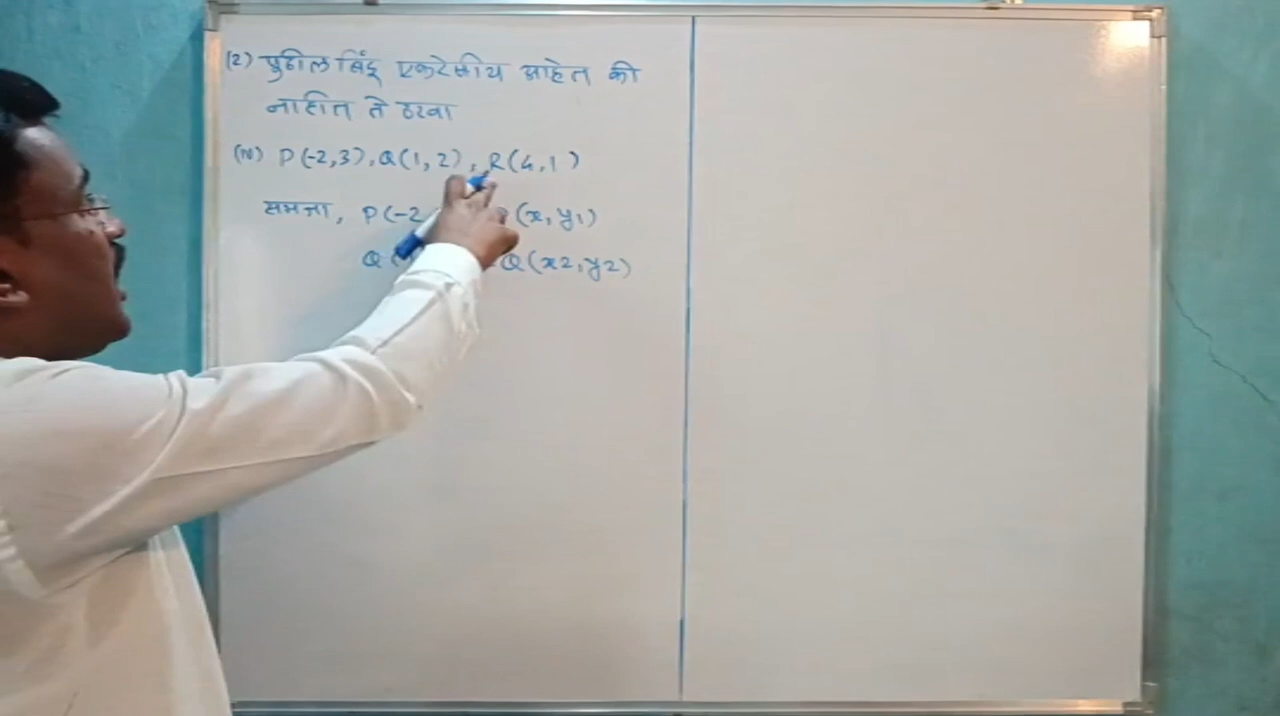 (2) पुढील बिंदू एकरेषीय आहेत की
नाहीत ते ठरवा
(iv) P(-2,3), Q(1,2), R(4,1)
समजा, P(-2 (x, y1)
Q( Q(x2, y2)